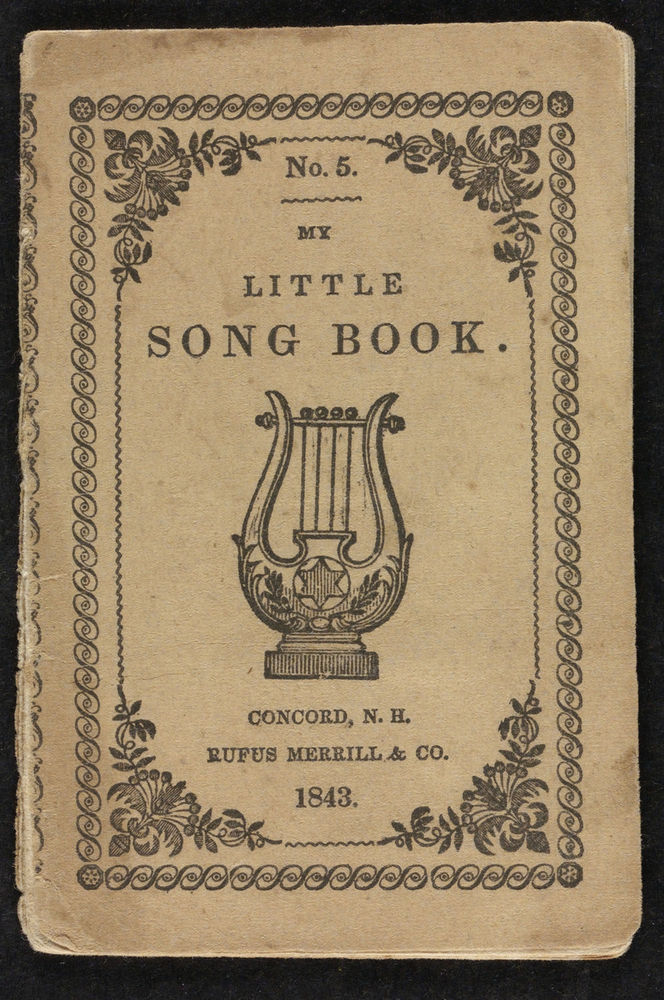 No. 5.
MY
LITTLE
SONG BOOK.
CONCORD, N. H.
RUFUS MERRILL & CO.
1843.